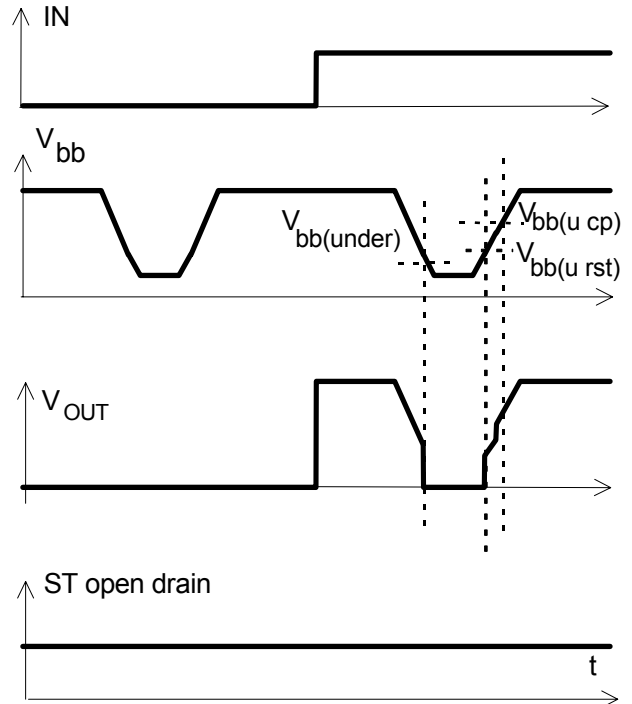 IN
V bb
V bb(under)
V bb(u cp)
V bb(u rst)
V OUT
ST open drain
t